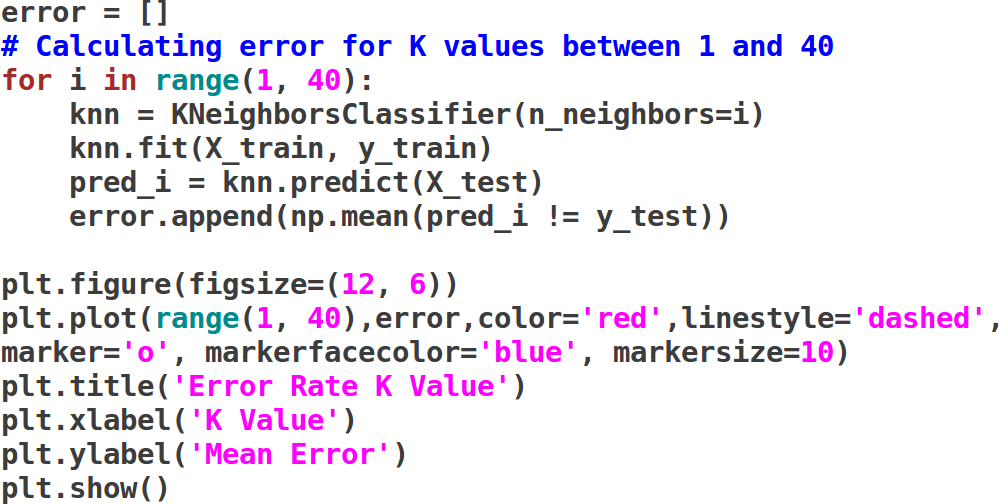 error = []
# Calculating error for K values between 1 and 40
for i in range(1, 40):
    knn = KNeighborsClassifier(n_neighbors=i)
    knn.fit(X_train, y_train)
    pred_i = knn.predict(X_test)
    error.append(np.mean(pred_i != y_test))

plt.figure(figsize=(12, 6))
plt.plot(range(1, 40),error,color='red',linestyle='dashed',
marker='o', markerfacecolor='blue', markersize=10)
plt.title('Error Rate K Value')
plt.xlabel('K Value')
plt.ylabel('Mean Error')
plt.show()